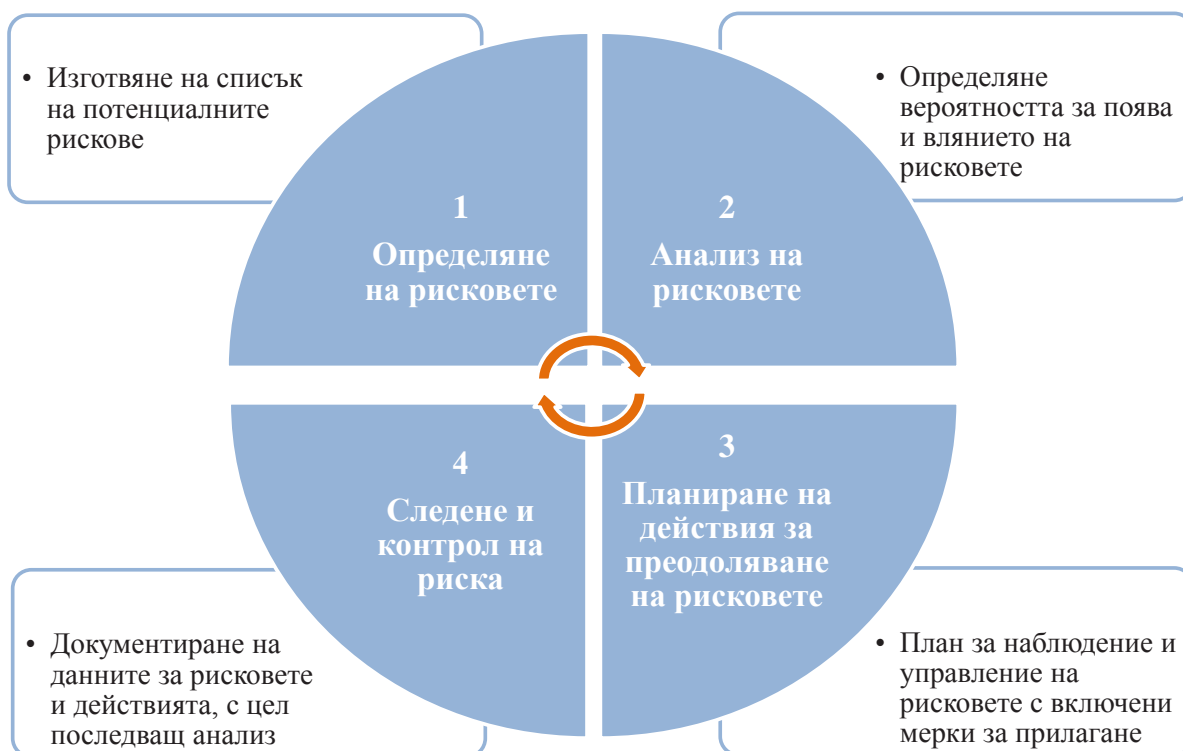 • Изготвяне на списък
на потенциалните
рискове
• Определяне
вероятността за поява
и влянието на
рисковете
1
Определяне
на рисковете
2
Анализ на
рисковете
4
Следене и
контрол на
риска
3
Планиране на
действия за
преодоляване
на рисковете
• Документиране на
данните за рисковете
и действията, с цел
последващ анализ
• План за наблюдение и
управление на
рисковете с включени
мерки за прилагане